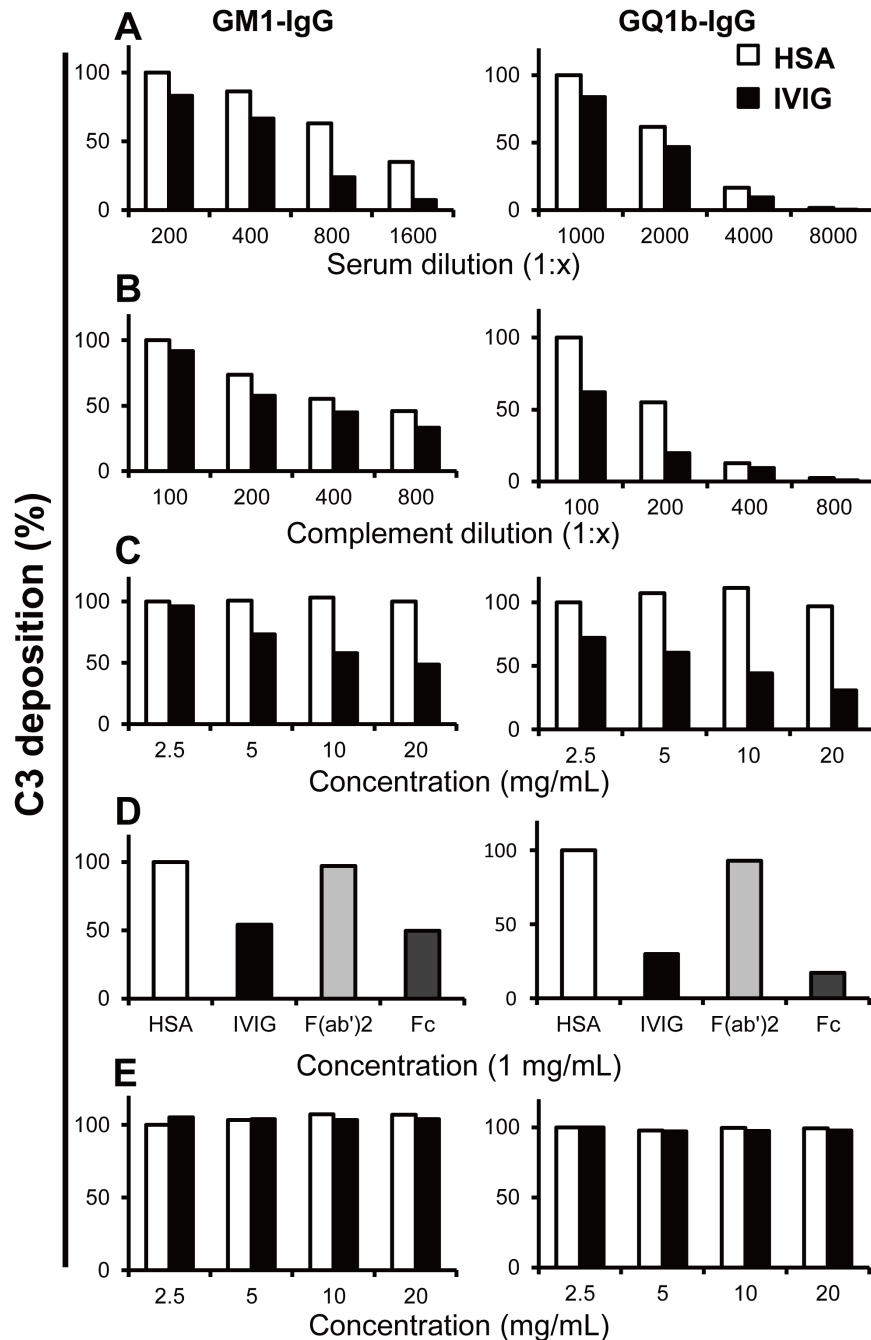 A GM1-IgG GQ1b-IgG
HSA
IVIG
100 100
50 50
0 0
200 400 800 1600 1000 2000 4000 8000
Serum dilution (1:x)
B
100 100
50 50
0 0
100 200 400 800 100 200 400 800
Complement dilution (1:x)
C
100 100
50 50
0 0
2.5 5 10 20 2.5 5 10 20
Concentration (mg/mL)
D
100 100
50 50
0 0
HSA IVIG F(ab')2 Fc HSA IVIG F(ab')2 Fc
Concentration (1 mg/mL)
E
100 100
50 50
0 0
2.5 5 10 20 2.5 5 10 20
Concentration (mg/mL)
C3 deposition (%)